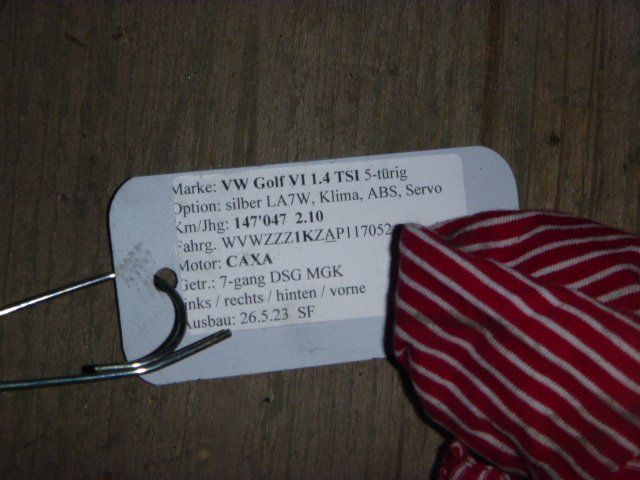 Marke: VW Golf VI 1.4 TSI 5-türig
Option: silber LA7W, Klima, ABS, Servo
Km/Jhg: 147'047 2.10
Fahrg. WVWZZZ1KZAP117052
Motor: CAXA
Getr.: 7-gang DSG MGK
links / rechts / hinten / vorne
Ausbau: 26.5.23 SF